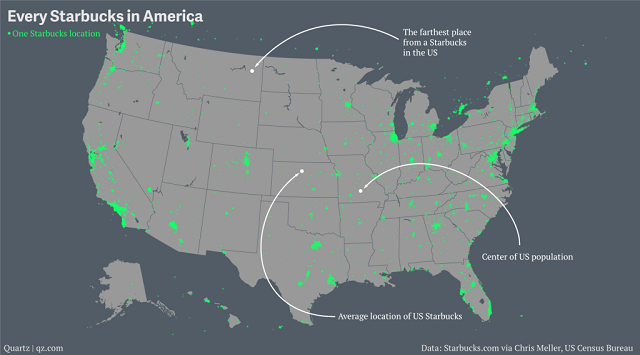 Every Starbucks in America
• One Starbucks location
The farthest place
from a Starbucks
in the US
Center of US population
Average location of US Starbucks
Quartz | qz.com
Data: Starbucks.com via Chris Meller, US Census Bureau